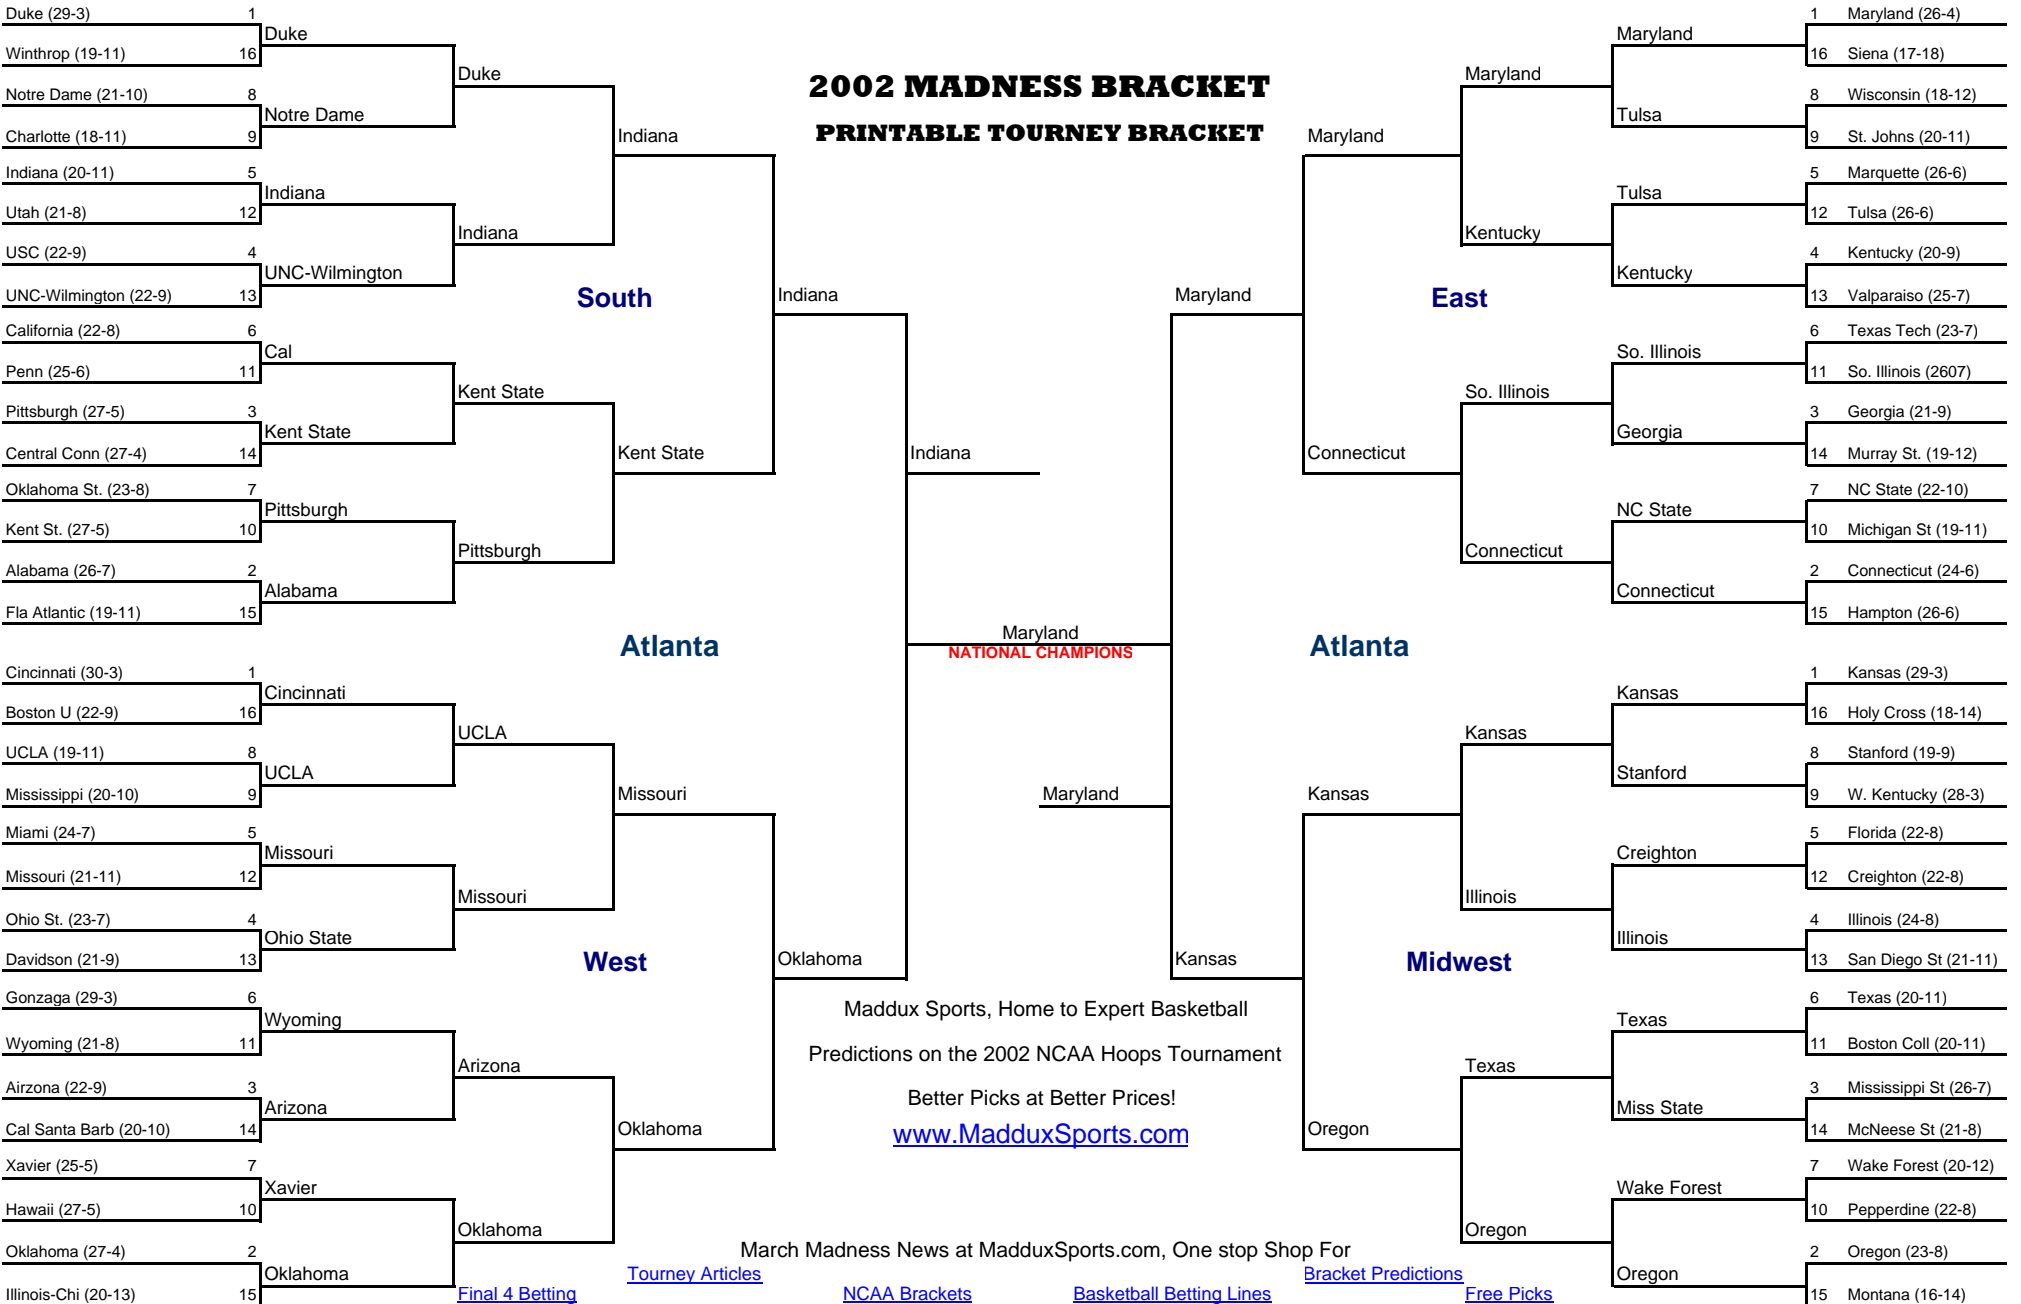 2002 MADNESS BRACKET
PRINTABLE TOURNEY BRACKET
Duke (29-3) 1
Winthrop (19-11) 16
Notre Dame (21-10) 8
Charlotte (18-11) 9
Indiana (20-11) 5
Utah (21-8) 12
USC (22-9) 4
UNC-Wilmington (22-9) 13
California (22-8) 6
Penn (25-6) 11
Pittsburgh (27-5) 3
Central Conn (27-4) 14
Oklahoma St. (23-8) 7
Kent St. (27-5) 10
Alabama (26-7) 2
Fla Atlantic (19-11) 15
Duke
Notre Dame
Indiana
UNC-Wilmington
Cal
Kent State
Pittsburgh
Alabama
Duke
Indiana
Kent State
Pittsburgh
Indiana
Kent State
South
Indiana
Atlanta
Cincinnati (30-3) 1
Boston U (22-9) 16
UCLA (19-11) 8
Mississippi (20-10) 9
Miami (24-7) 5
Missouri (21-11) 12
Ohio St. (23-7) 4
Davidson (21-9) 13
Gonzaga (29-3) 6
Wyoming (21-8) 11
Airzona (22-9) 3
Cal Santa Barb (20-10) 14
Xavier (25-5) 7
Hawaii (27-5) 10
Oklahoma (27-4) 2
Illinois-Chi (20-13) 15
Cincinnati
UCLA
Missouri
Ohio State
Wyoming
Arizona
Xavier
Oklahoma
UCLA
Missouri
Arizona
Oklahoma
Missouri
Oklahoma
West
Oklahoma
Indiana
Maryland
NATIONAL CHAMPIONS
Maryland
1 Maryland (26-4)
16 Siena (17-18)
8 Wisconsin (18-12)
9 St. Johns (20-11)
5 Marquette (26-6)
12 Tulsa (26-6)
4 Kentucky (20-9)
13 Valparaiso (25-7)
6 Texas Tech (23-7)
11 So. Illinois (2607)
3 Georgia (21-9)
14 Murray St. (19-12)
7 NC State (22-10)
10 Michigan St (19-11)
2 Connecticut (24-6)
15 Hampton (26-6)
Maryland
Tulsa
Tulsa
Kentucky
So. Illinois
Georgia
NC State
Connecticut
Maryland
Kentucky
So. Illinois
Connecticut
Maryland
Connecticut
East
Maryland
Atlanta
1 Kansas (29-3)
16 Holy Cross (18-14)
8 Stanford (19-9)
9 W. Kentucky (28-3)
5 Florida (22-8)
12 Creighton (22-8)
4 Illinois (24-8)
13 San Diego St (21-11)
6 Texas (20-11)
11 Boston Coll (20-11)
3 Mississippi St (26-7)
14 McNeese St (21-8)
7 Wake Forest (20-12)
10 Pepperdine (22-8)
2 Oregon (23-8)
15 Montana (16-14)
Kansas
Stanford
Creighton
Illinois
Texas
Miss State
Wake Forest
Oregon
Kansas
Illinois
Texas
Oregon
Kansas
Oregon
Midwest
Kansas
Maddux Sports, Home to Expert Basketball
Predictions on the 2002 NCAA Hoops Tournament
Better Picks at Better Prices!
www.MadduxSports.com
March Madness News at MadduxSports.com, One stop Shop For
Tourney Articles Bracket Predictions
Final 4 Betting NCAA Brackets Basketball Betting Lines Free Picks